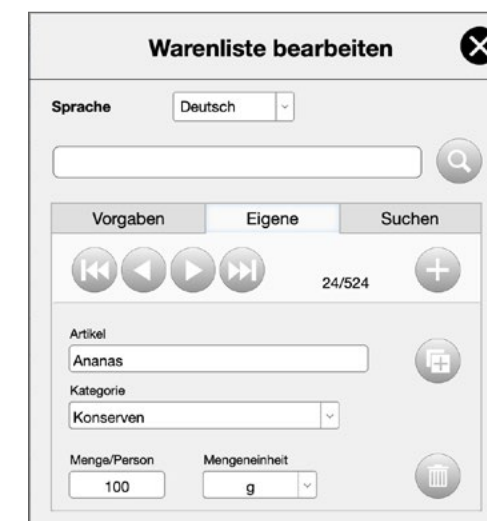 Warenliste bearbeiten
Sprache Deutsch
Vorgaben Eigene Suchen
24/524
Artikel
Ananas
Kategorie
Konserven
Menge/Person Mengeneinheit
100 g